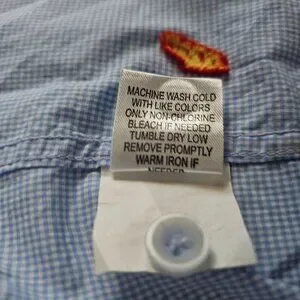 MACHINE WASH COLD
WITH LIKE COLORS
ONLY NON-CHLORINE
BLEACH IF NEEDED
TUMBLE DRY LOW
REMOVE PROMPTLY
WARM IRON IF
NEEDED